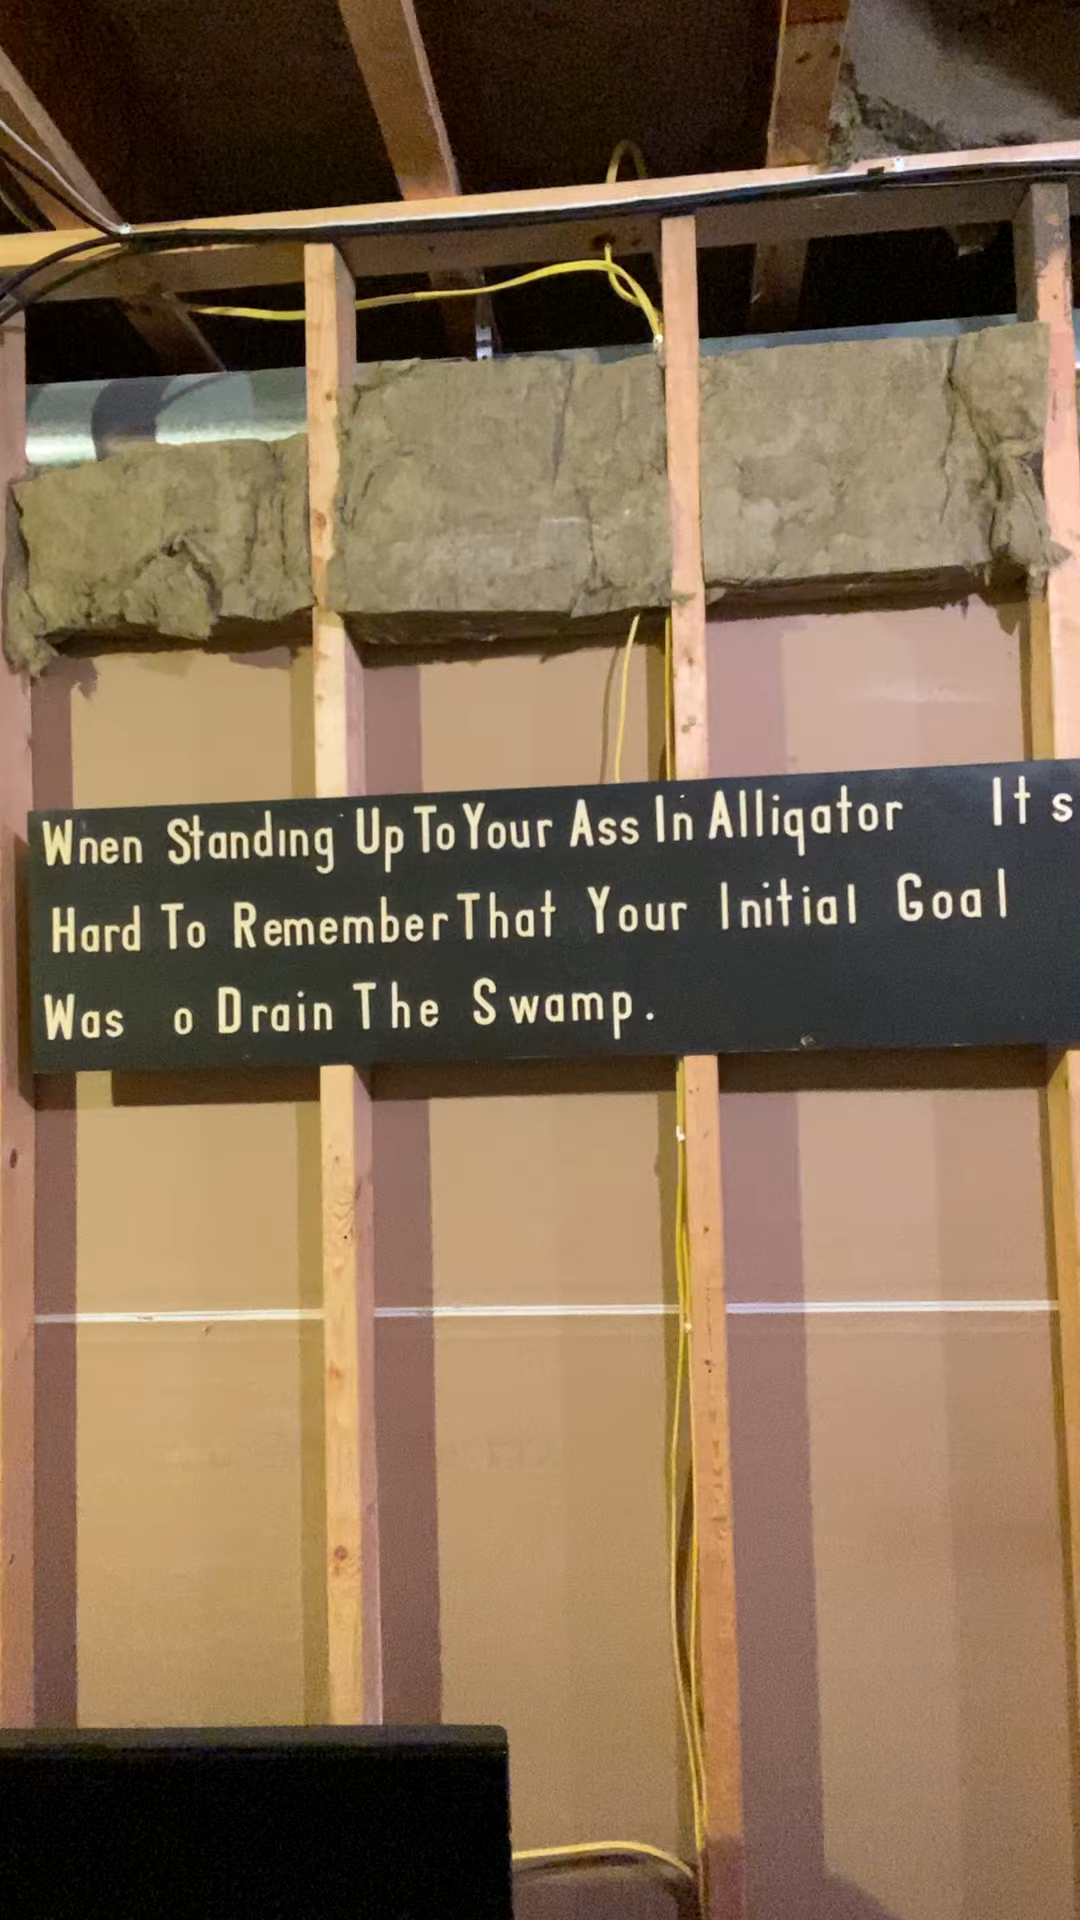 Wnen Standing Up To Your Ass In Alligator It s
Hard To Remember That Your Initial Goal
Was o Drain The Swamp.